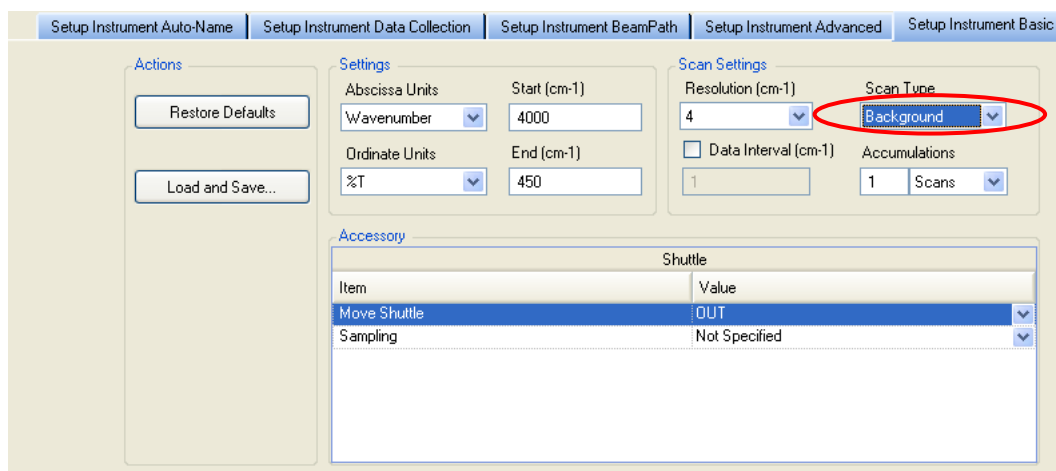 Setup Instrument Auto-Name
Setup Instrument Data Collection
Setup Instrument BeamPath
Setup Instrument Advanced
Setup Instrument Basic
Actions
Restore Defaults
Load and Save...
Settings
Abscissa Units
Start (cm-1)
Wavenumber
4000
Ordinate Units
End (cm-1)
%T
450
Scan Settings
Resolution (cm-1)
Scan Type
4
Background
Data Interval (cm-1)
Accumulations
1
1
Scans
Accessory
Shuttle
Item
Value
Move Shuttle
OUT
Sampling
Not Specified